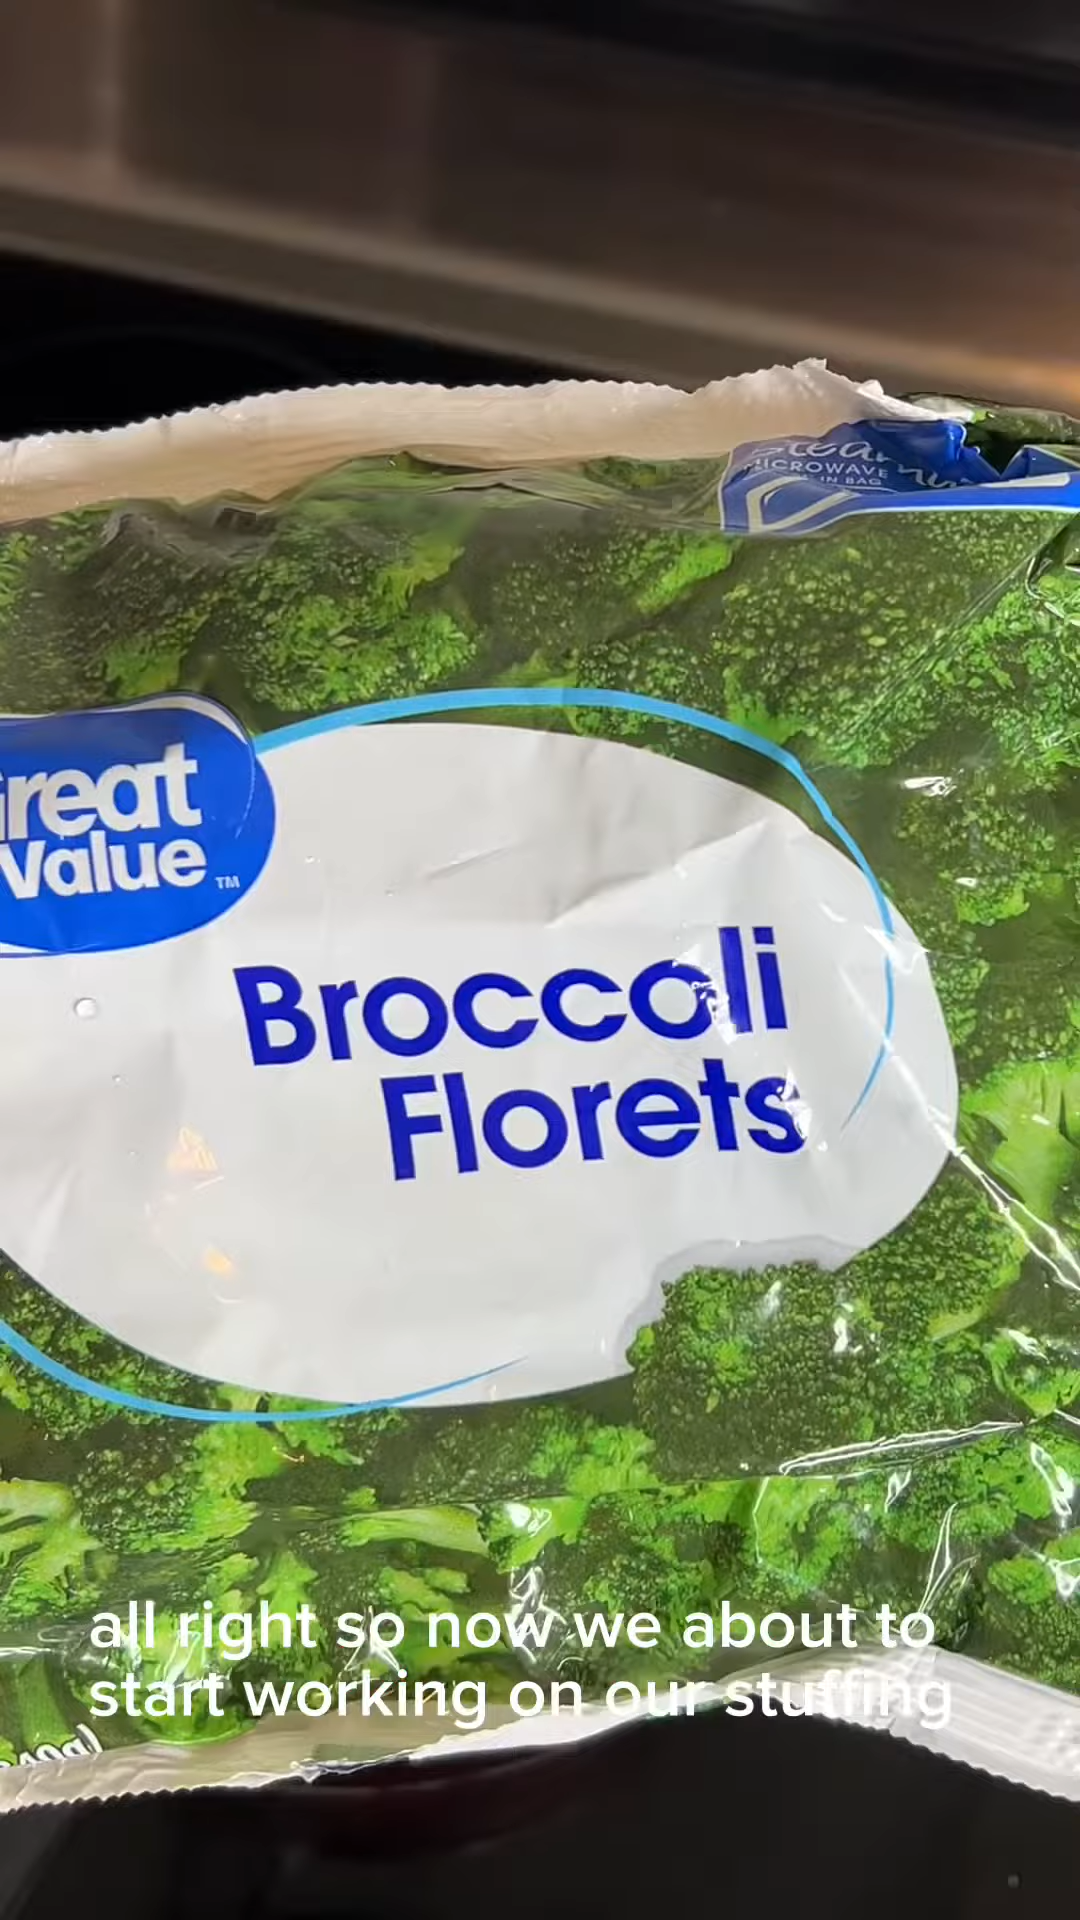 MICROWAVE
IN BAG
Great
Value
TM
Broccoli
Florets
all right so now we about to
start working on our stuffing